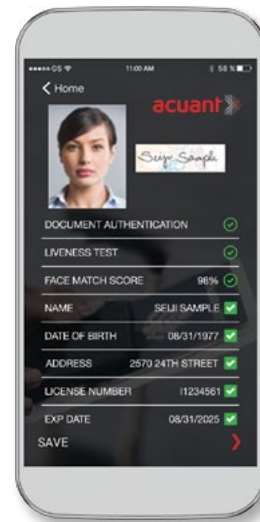 GS 11:00 AM 58 %
Home
acuant
Seiji Sample
DOCUMENT AUTHENTICATION
LIVENESS TEST
FACE MATCH SCORE 98%
NAME SEIJI SAMPLE
DATE OF BIRTH 08/31/1977
ADDRESS 2570 24TH STREET
LICENSE NUMBER I1234561
EXP DATE 08/31/2025
SAVE